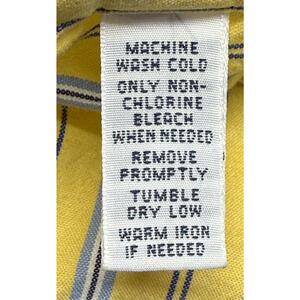 MACHINE
WASH COLD
ONLY NON-
CHLORINE
BLEACH
WHEN NEEDED
REMOVE
PROMPTLY
TUMBLE
DRY LOW
WARM IRON
IF NEEDED